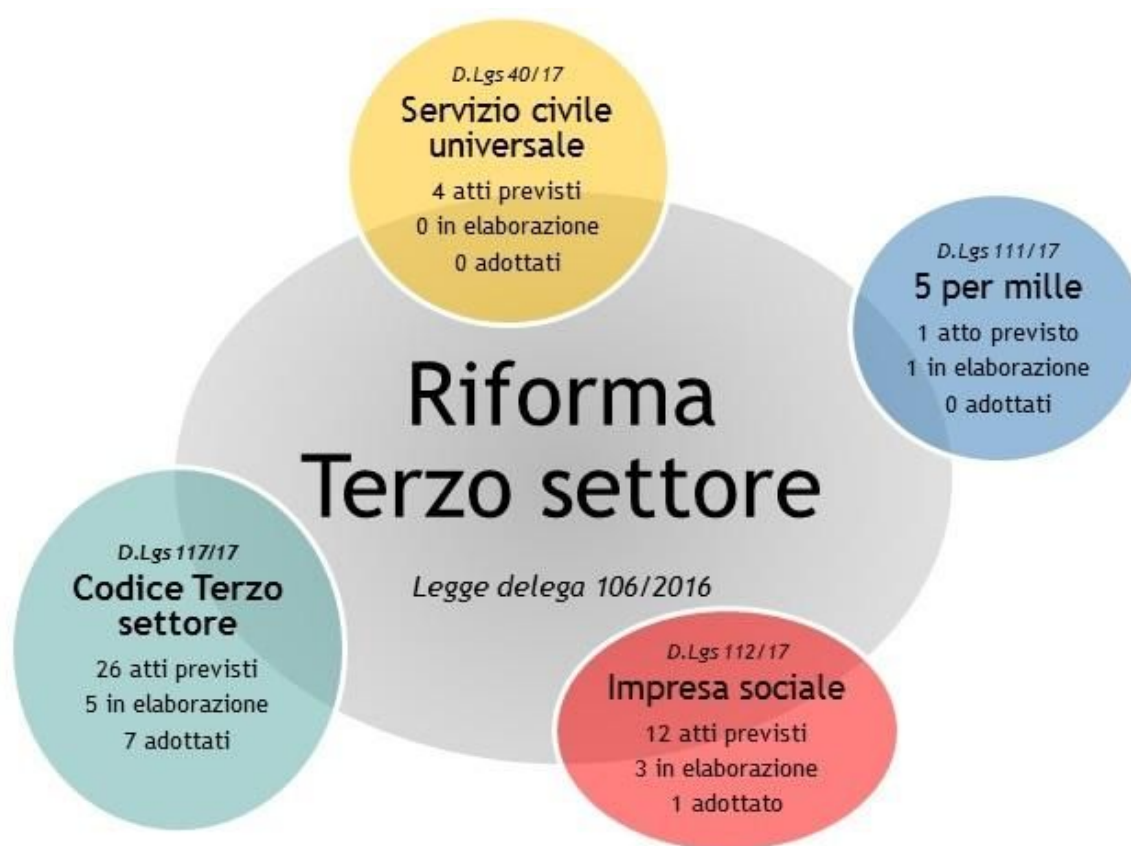 D.Lgs 40/17
Servizio civile
universale
4 atti previsti
0 in elaborazione
0 adottati
D.Lgs 111/17
5 per mille
1 atto previsto
1 in elaborazione
0 adottati
Riforma
Terzo settore
Legge delega 106/2016
D.Lgs 117/17
Codice Terzo
settore
26 atti previsti
5 in elaborazione
7 adottati
D.Lgs 112/17
Impresa sociale
12 atti previsti
3 in elaborazione
1 adottato